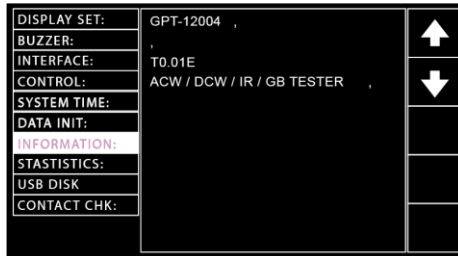 DISPLAY SET:
BUZZER:
INTERFACE:
CONTROL:
SYSTEM TIME:
DATA INIT:
INFORMATION:
STASTISTICS:
USB DISK
CONTACT CHK:
GPT-12004 ,
,
T0.01E
ACW / DCW / IR / GB TESTER ,